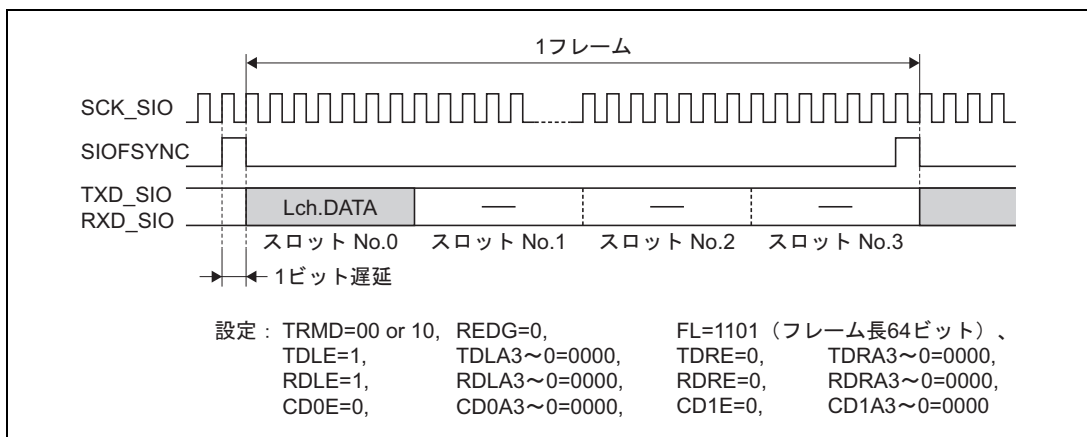 1フレーム
SCK_SIO
SIOFSYNC
TXD_SIO
RXD_SIO
Lch.DATA
スロット No.0 スロット No.1 スロット No.2 スロット No.3
1ビット遅延
設定： TRMD=00 or 10, REDG=0, FL=1101（フレーム長64ビット）、
TDLE=1, TDLA3～0=0000, TDRE=0, TDRA3～0=0000,
RDLE=1, RDLA3～0=0000, RDRE=0, RDRA3～0=0000,
CD0E=0, CD0A3～0=0000, CD1E=0, CD1A3～0=0000